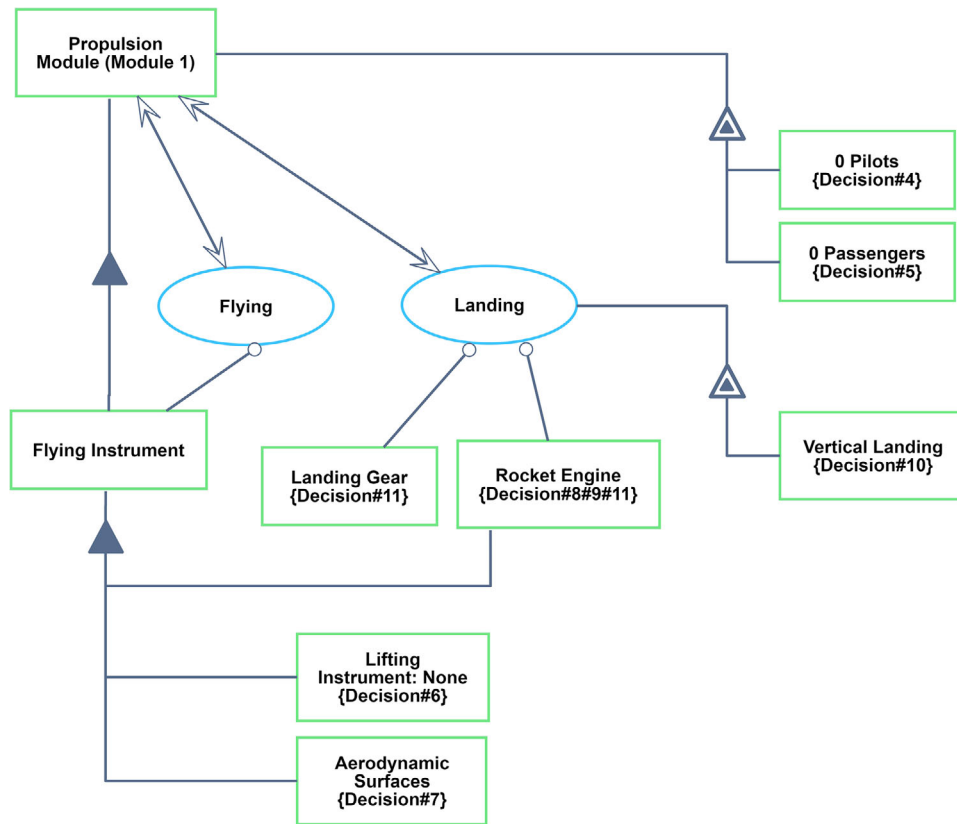 Propulsion
Module (Module 1)
0 Pilots
{Decision#4}
0 Passengers
{Decision#5}
Flying
Landing
Flying Instrument
Landing Gear
{Decision#11}
Rocket Engine
{Decision#8#9#11}
Vertical Landing
{Decision#10}
Lifting
Instrument: None
{Decision#6}
Aerodynamic
Surfaces
{Decision#7}